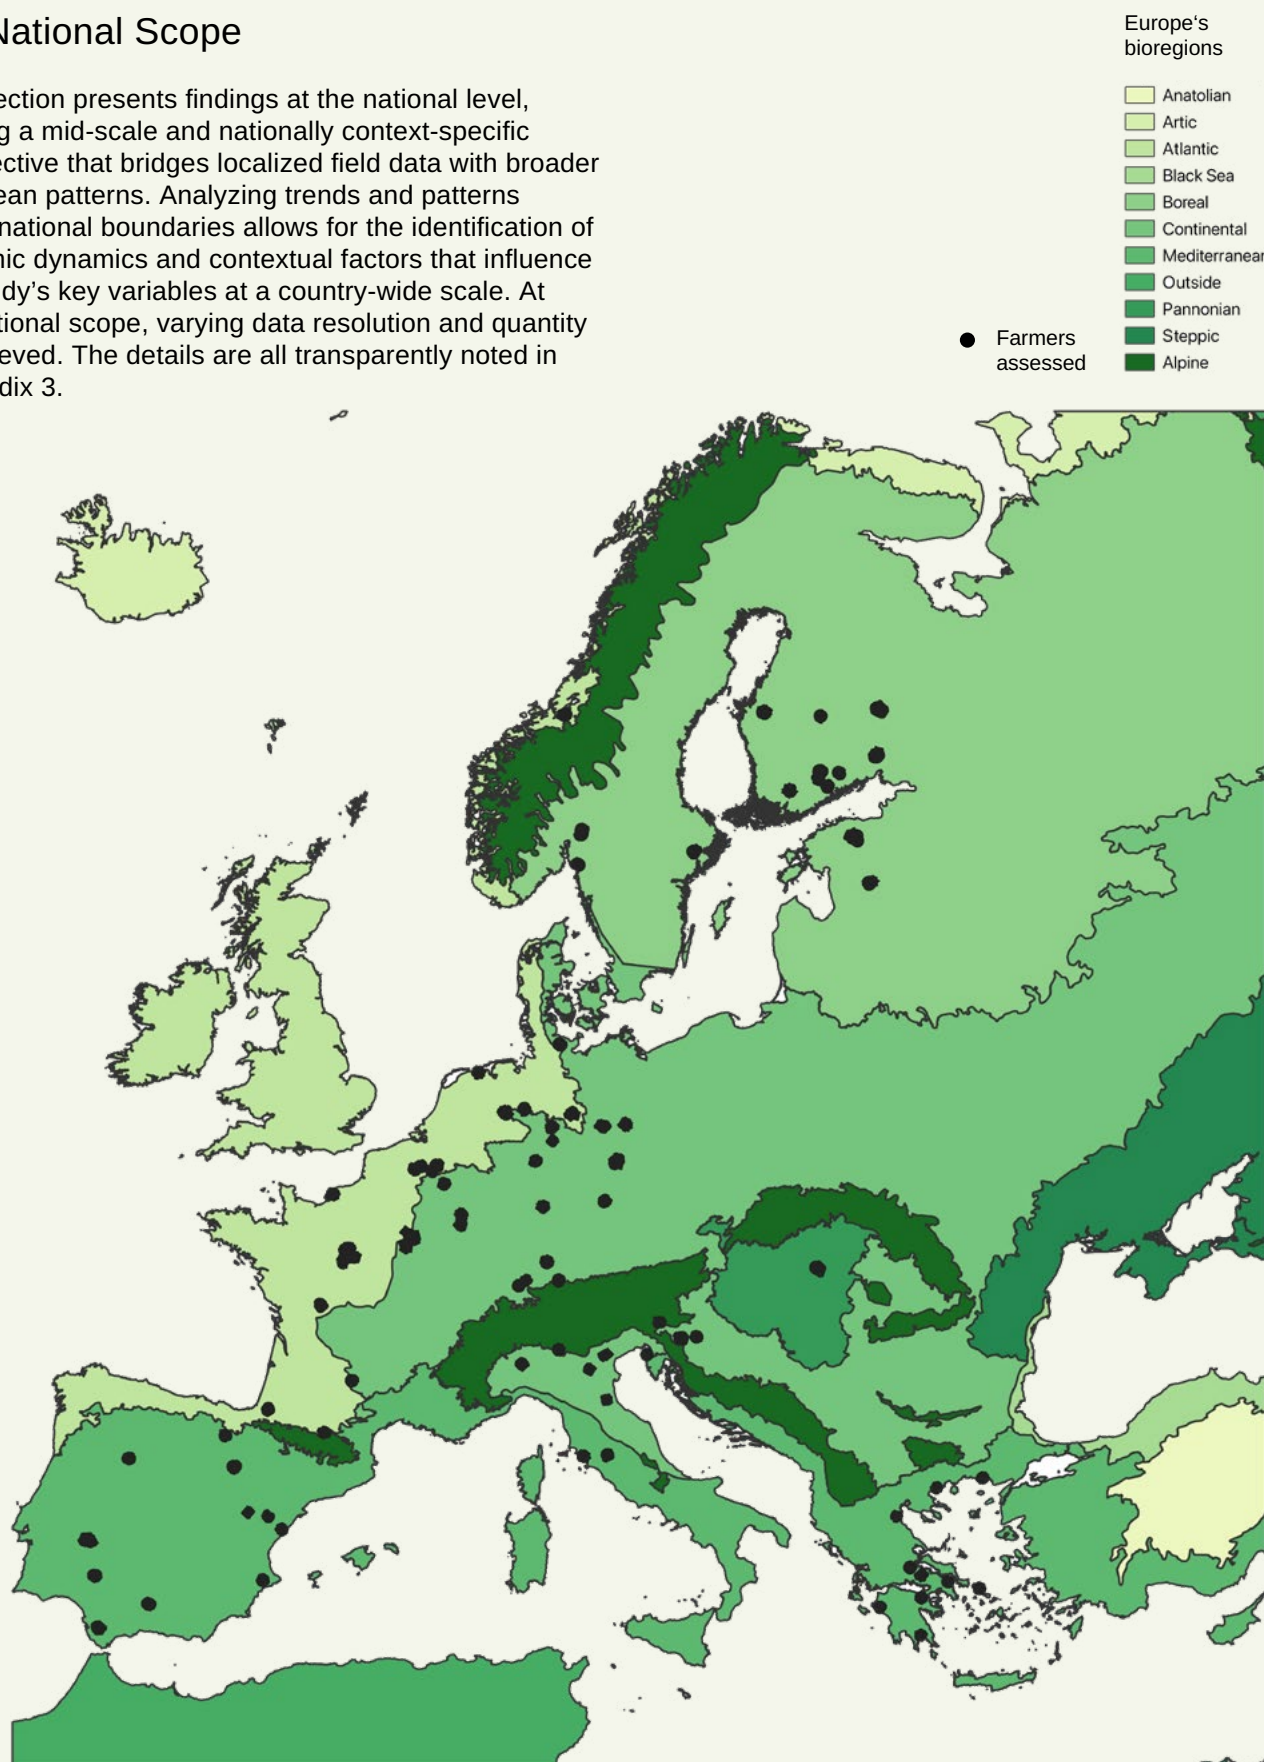 National Scope
ection presents findings at the national level,
g a mid-scale and nationally context-specific
ective that bridges localized field data with broader
ean patterns. Analyzing trends and patterns
national boundaries allows for the identification of
nic dynamics and contextual factors that influence
dy’s key variables at a country-wide scale. At
tional scope, varying data resolution and quantity
ieved. The details are all transparently noted in
dix 3.
Europe‘s
bioregions
Anatolian
Artic
Atlantic
Black Sea
Boreal
Continental
Mediterranean
Outside
Pannonian
Steppic
Alpine
Farmers
assessed